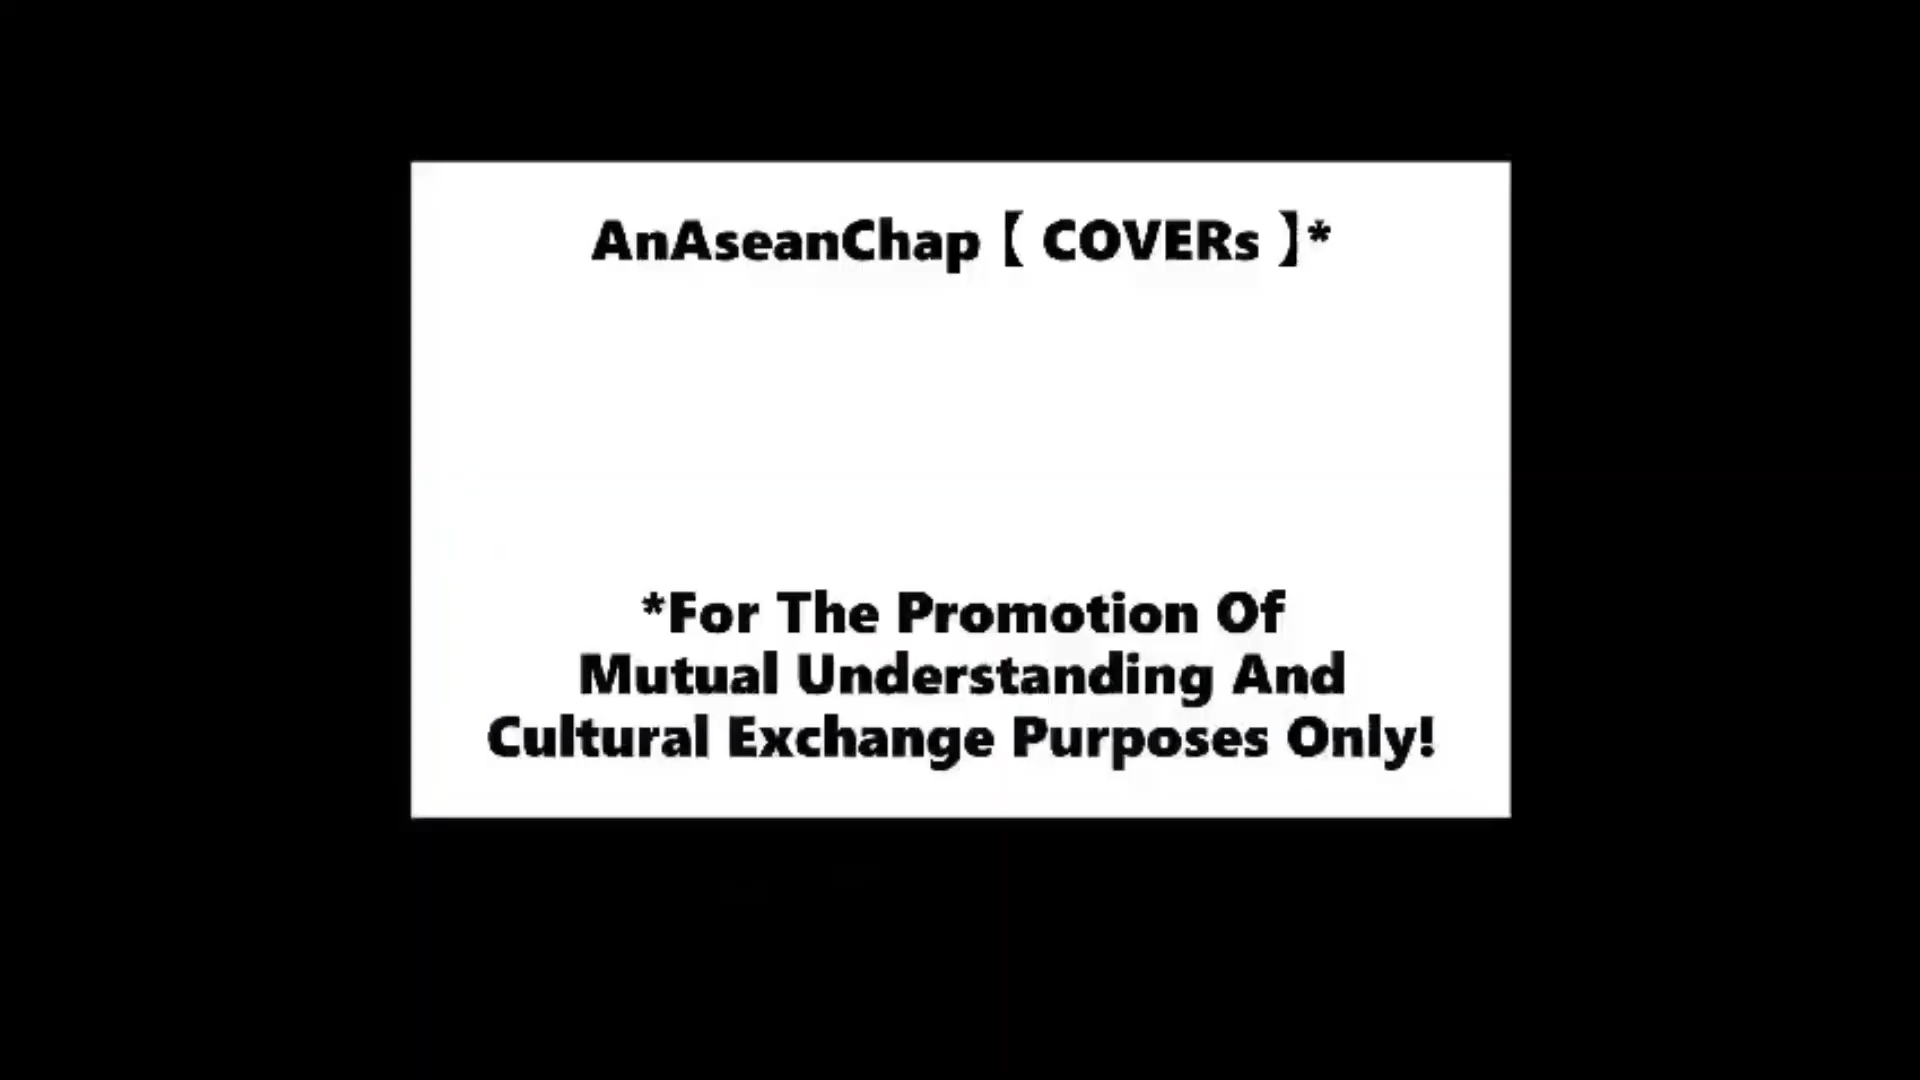 AnAseanChap【 COVERs 】*
*For The Promotion Of
Mutual Understanding And
Cultural Exchange Purposes Only!